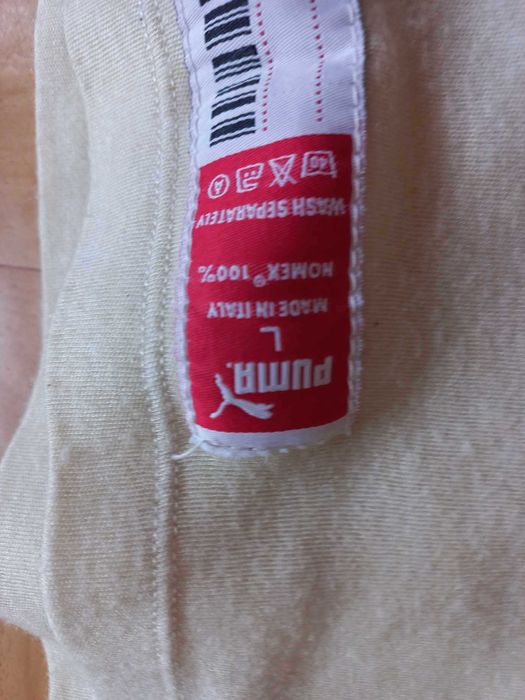 PUMA.
L
MADE IN ITALY
NOMEX® 100%
WASH SEPARATELY
40 A